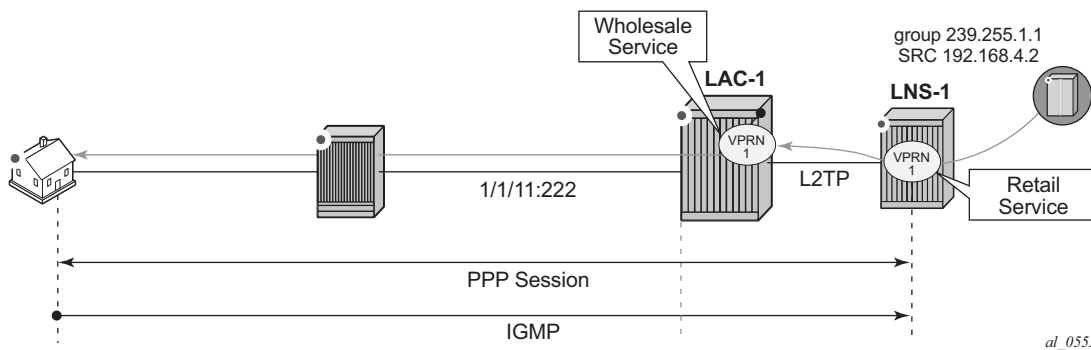 Wholesale
Service
group 239.255.1.1
SRC 192.168.4.2
LAC-1
LNS-1
VPRN
1
VPRN
1
L2TP
1/1/11:222
Retail
Service
PPP Session
IGMP